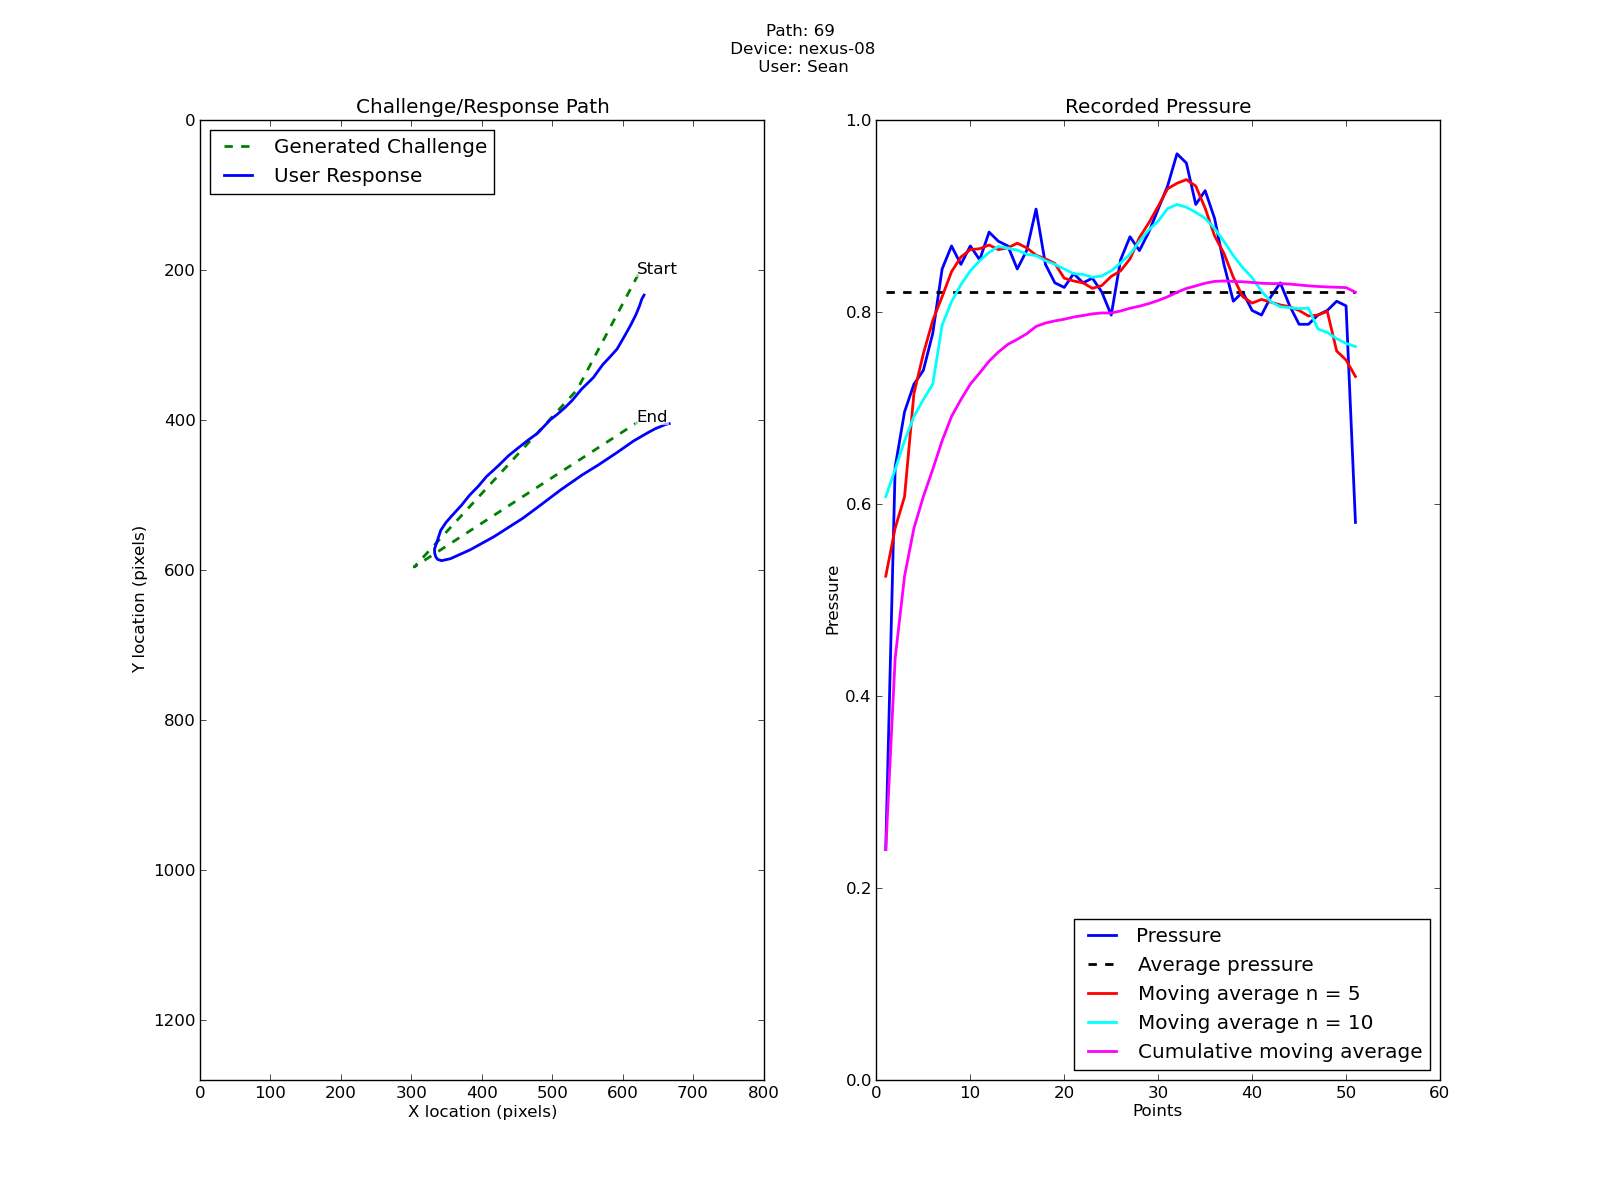 Path: 69
Device: nexus-08
User: Sean
Challenge/Response Path
Generated Challenge
User Response
Start
End
0
200
400
600
800
1000
1200
Y location (pixels)
0 100 200 300 400 500 600 700 800
X location (pixels)
Recorded Pressure
1.0
0.8
0.6
0.4
0.2
0.0
Pressure
Pressure
Average pressure
Moving average n = 5
Moving average n = 10
Cumulative moving average
0 10 20 30 40 50 60
Points